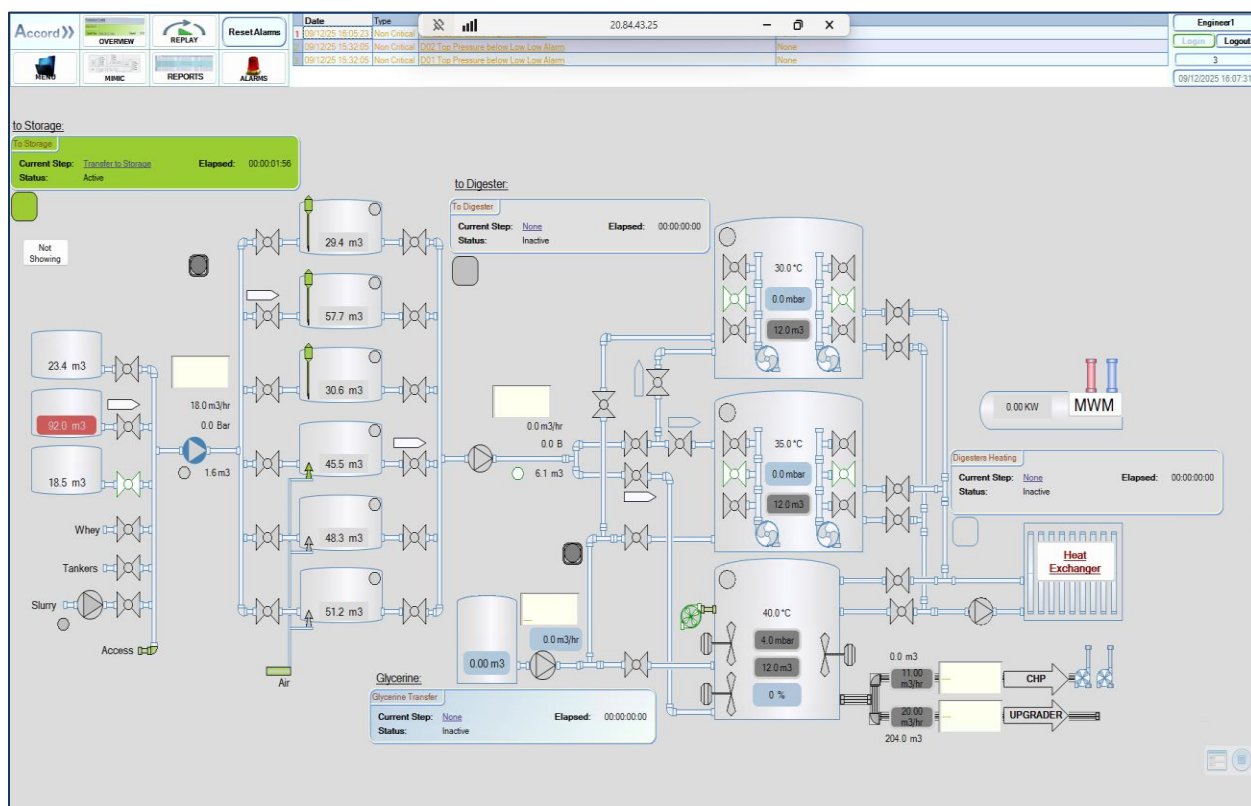 Accord
OVERVIEW
REPLAY
Reset Alarms
MENU
MIMIC
REPORTS
ALARMS
Date Type
1 09/12/25 16:05:23 Non Critical
09/12/25 15:32:05 Non Critical D02 Top Pressure below Low Low Alarm None
09/12/25 15:32:05 Non Critical D01 Top Pressure below Low Low Alarm None
20.84.43.25
Engineer1
Login Logout
3
09/12/2025 16:07:31
to Storage:
To Storage
Current Step: Transfer to Storage Elapsed: 00:00:01:56
Status: Active
Not
Showing
23.4 m3
92.0 m3
18.5 m3
Whey
Tankers
Slurry
Access
18.0 m3/hr
0.0 Bar
1.6 m3
29.4 m3
57.7 m3
30.6 m3
45.5 m3
48.3 m3
51.2 m3
Air
to Digester:
To Digester
Current Step: None Elapsed: 00:00:00:00
Status: Inactive
0.0 m3/hr
0.0 B
6.1 m3
0.00 m3
0.0 m3/hr
Glycerine:
Glycerine Transfer
Current Step: None Elapsed: 00:00:00:00
Status: Inactive
30.0 °C
0.0 mbar
12.0 m3
35.0 °C
0.0 mbar
12.0 m3
40.0 °C
4.0 mbar
12.0 m3
0 %
0.00 KW
MWM
Digesters Heating
Current Step: None Elapsed: 00:00:00:00
Status: Inactive
Heat
Exchanger
0.0 m3
11.00
m3/hr
CHP
20.00
m3/hr
UPGRADER
204.0 m3